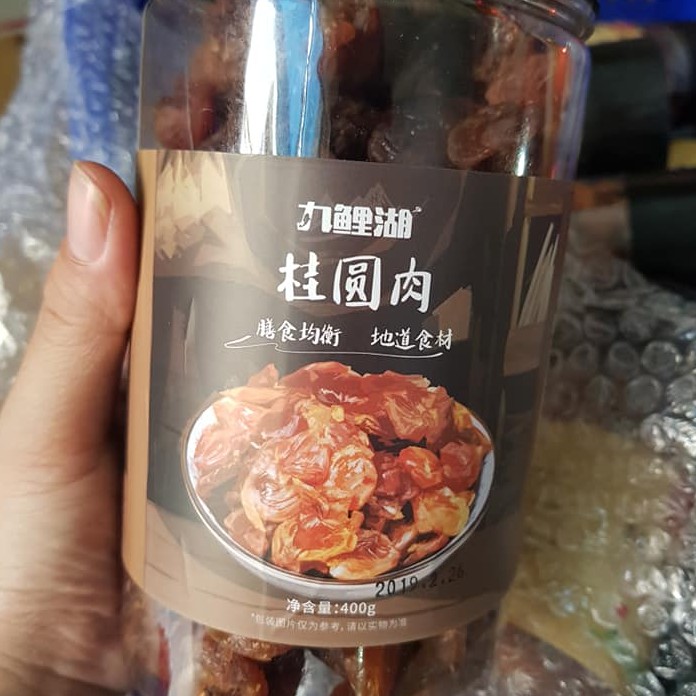 九鲤湖
桂圆肉
膳食均衡 地道食材
2019.2.26
净含量:400g
*包装图片仅为参考,请以实物为准